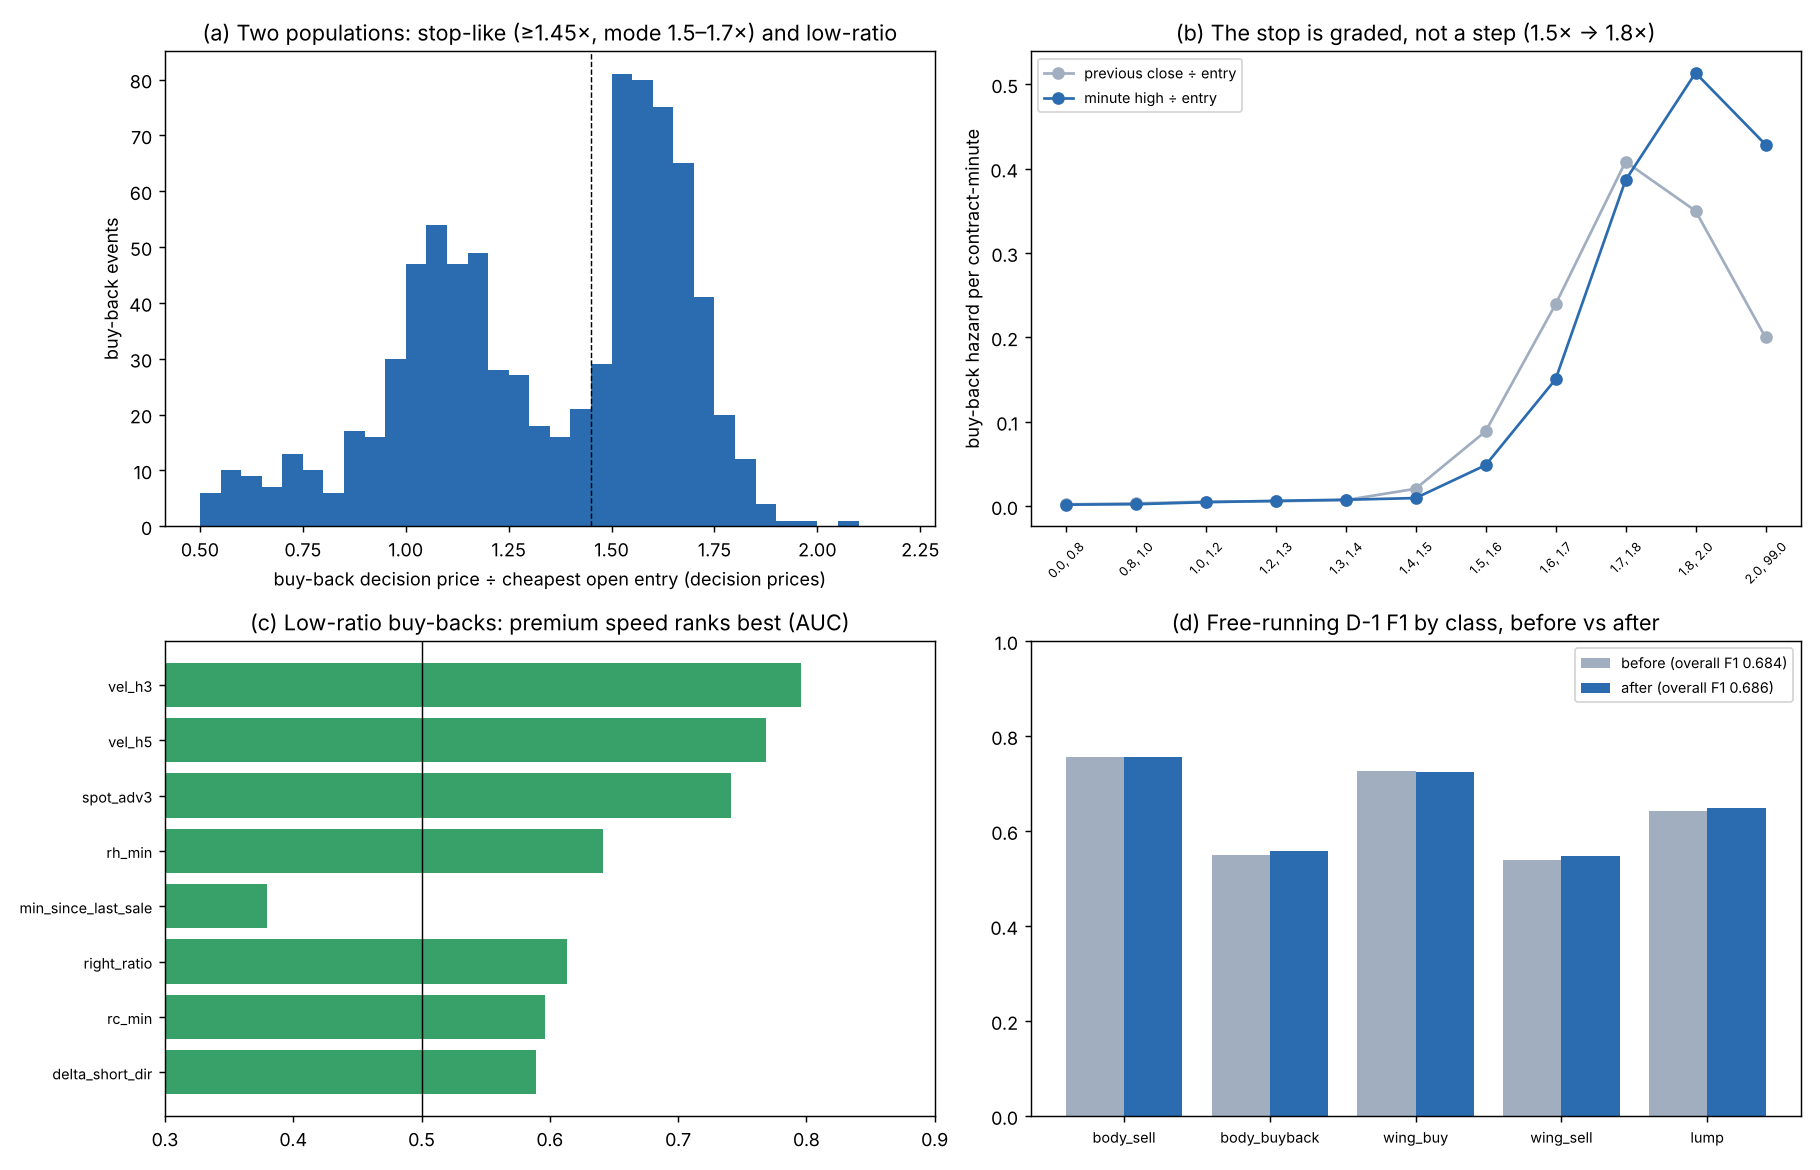 (a) Two populations: stop-like (≥1.45×, mode 1.5–1.7×) and low-ratio
buy-back events
80
70
60
50
40
30
20
10
0
0.50 0.75 1.00 1.25 1.50 1.75 2.00 2.25
buy-back decision price ÷ cheapest open entry (decision prices)
(b) The stop is graded, not a step (1.5× → 1.8×)
previous close ÷ entry
minute high ÷ entry
buy-back hazard per contract-minute
0.5
0.4
0.3
0.2
0.1
0.0
0.0, 0.8
0.8, 1.0
1.0, 1.2
1.2, 1.3
1.3, 1.4
1.4, 1.5
1.5, 1.6
1.6, 1.7
1.7, 1.8
1.8, 2.0
2.0, 99.0
(c) Low-ratio buy-backs: premium speed ranks best (AUC)
vel_h3
vel_h5
spot_adv3
rh_min
min_since_last_sale
right_ratio
rc_min
delta_short_dir
0.3 0.4 0.5 0.6 0.7 0.8 0.9
(d) Free-running D-1 F1 by class, before vs after
before (overall F1 0.684)
after (overall F1 0.686)
1.0
0.8
0.6
0.4
0.2
0.0
body_sell body_buyback wing_buy wing_sell lump